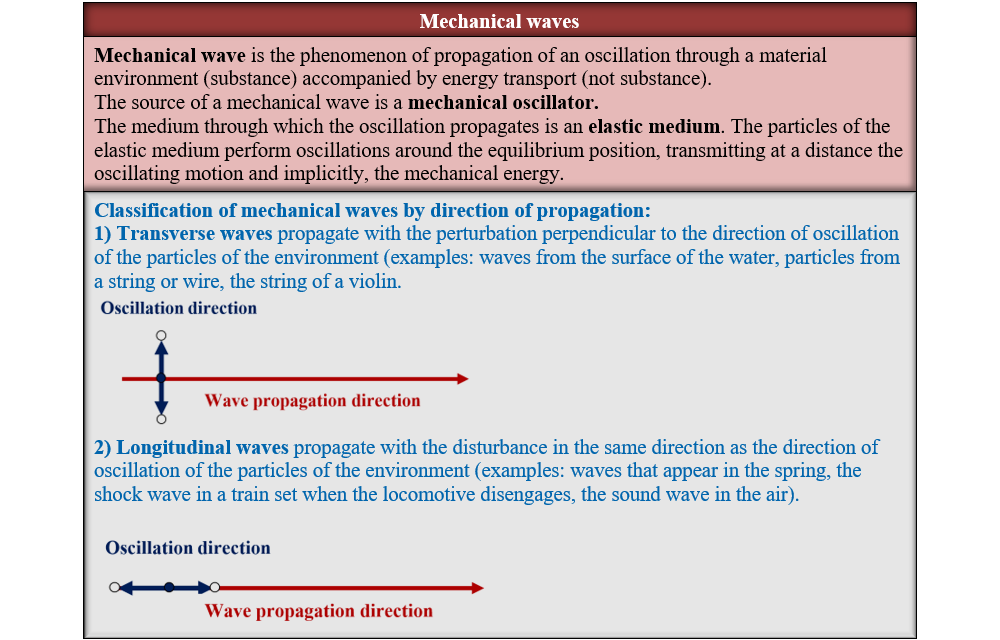 Mechanical waves
Mechanical wave is the phenomenon of propagation of an oscillation through a material
environment (substance) accompanied by energy transport (not substance).
The source of a mechanical wave is a mechanical oscillator.
The medium through which the oscillation propagates is an elastic medium. The particles of the
elastic medium perform oscillations around the equilibrium position, transmitting at a distance the
oscillating motion and implicitly, the mechanical energy.
Classification of mechanical waves by direction of propagation:
1) Transverse waves propagate with the perturbation perpendicular to the direction of oscillation
of the particles of the environment (examples: waves from the surface of the water, particles from
a string or wire, the string of a violin.
Oscillation direction
Wave propagation direction
2) Longitudinal waves propagate with the disturbance in the same direction as the direction of
oscillation of the particles of the environment (examples: waves that appear in the spring, the
shock wave in a train set when the locomotive disengages, the sound wave in the air).
Oscillation direction
Wave propagation direction